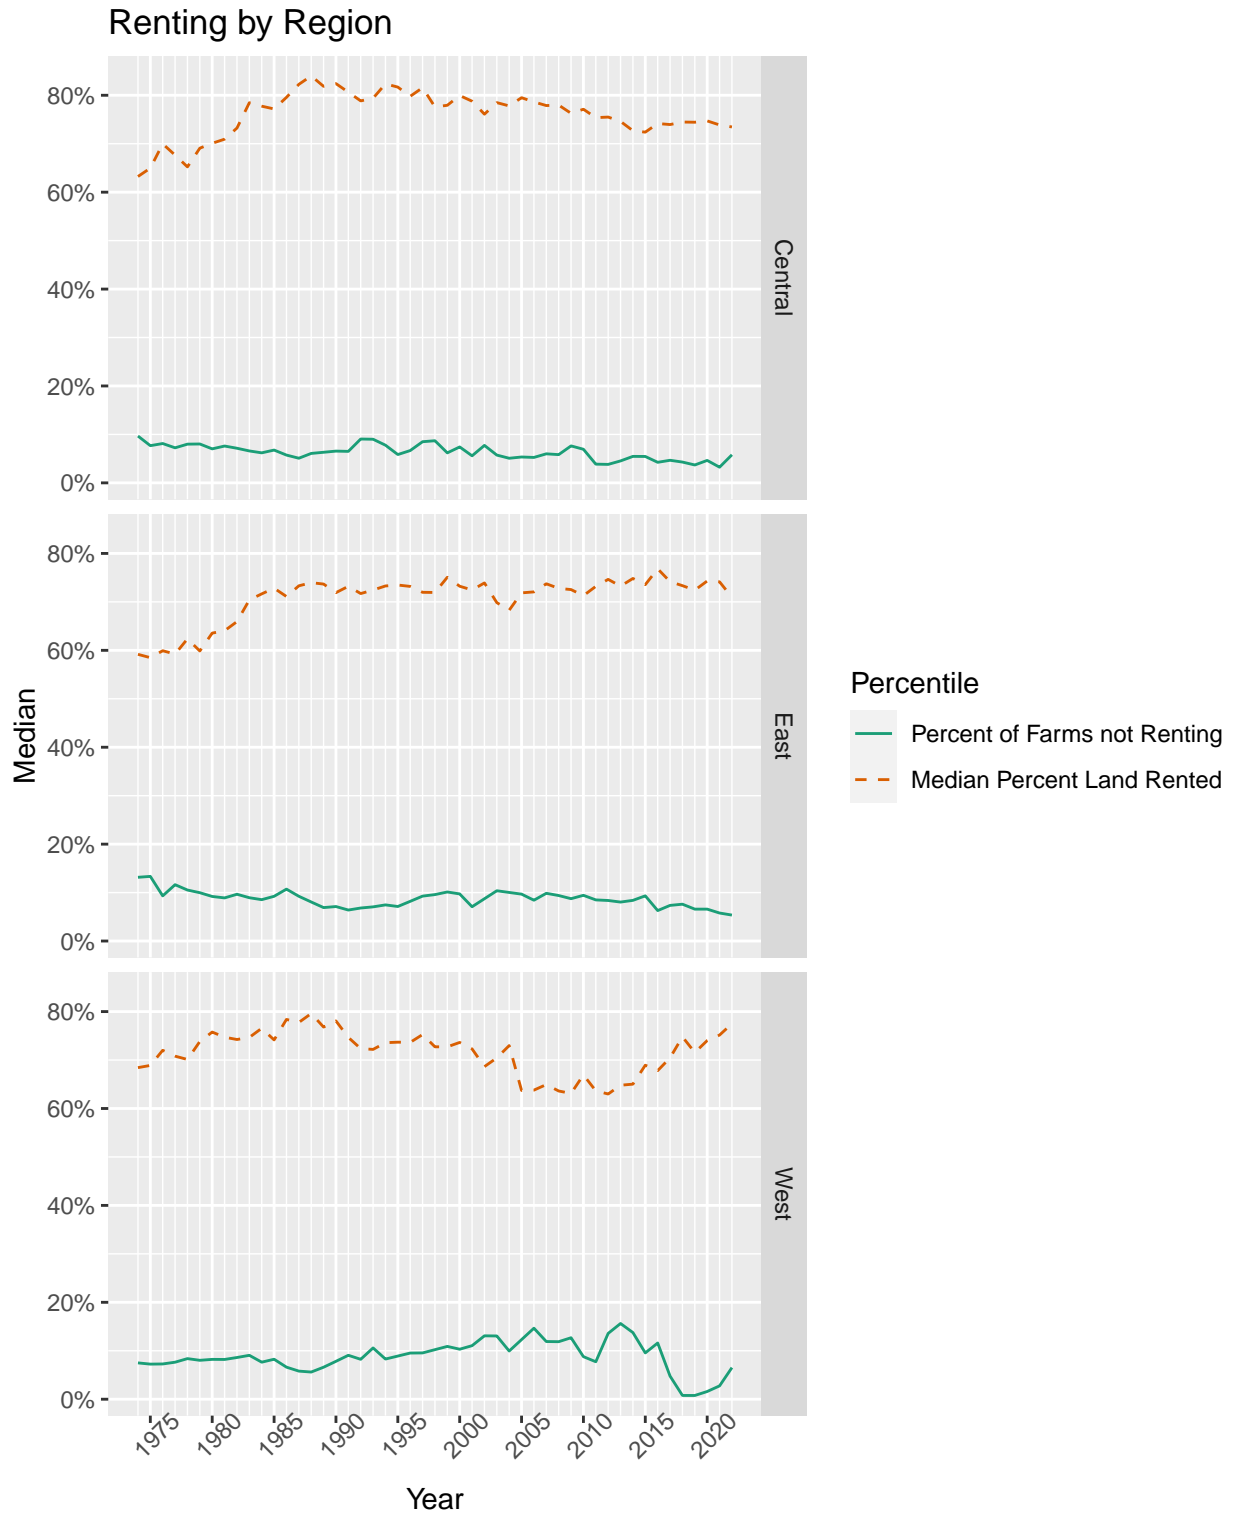 Renting by Region
80%
60%
40%
20%
0%
Central
80%
60%
40%
20%
0%
East
80%
60%
40%
20%
0%
West
1975
1980
1985
1990
1995
2000
2005
2010
2015
2020
Year
Median
Percentile
Percent of Farms not Renting
Median Percent Land Rented